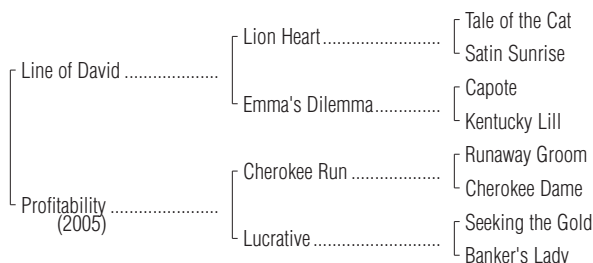 Tale of the Cat
Lion Heart........................
Satin Sunrise
Line of David ...................
Capote
Emma's Dilemma..............
Kentucky Lill
Runaway Groom
Cherokee Run ...................
Cherokee Dame
Profitability ......................
(2005)
Seeking the Gold
Lucrative..........................
Banker's Lady